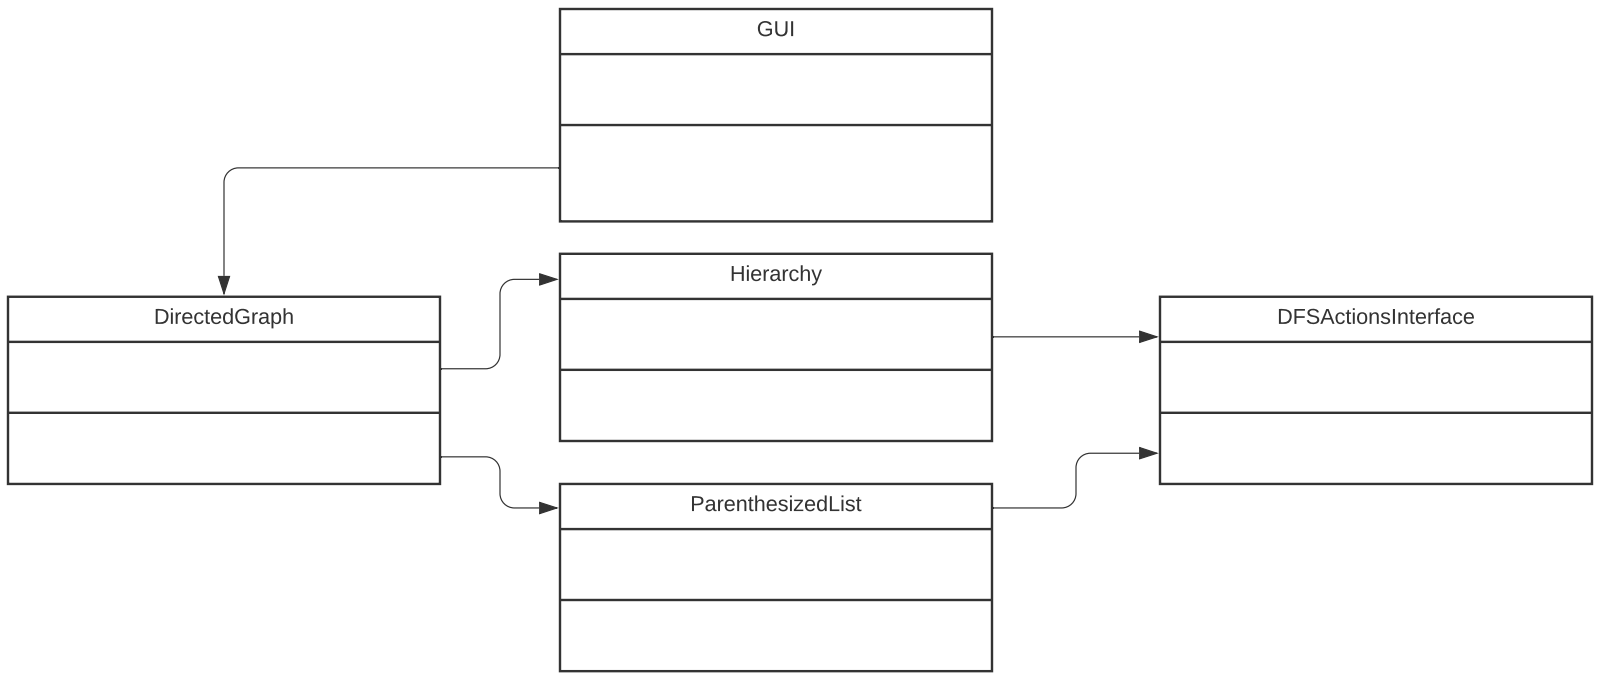 GUI
Hierarchy
DirectedGraph
DFSActionsInterface
ParenthesizedList